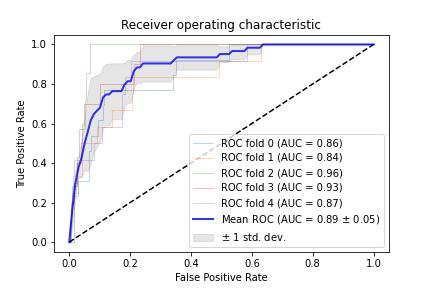 Receiver operating characteristic
True Positive Rate
1.0
0.8
0.6
0.4
0.2
0.0
ROC fold 0 (AUC = 0.86)
ROC fold 1 (AUC = 0.84)
ROC fold 2 (AUC = 0.96)
ROC fold 3 (AUC = 0.93)
ROC fold 4 (AUC = 0.87)
Mean ROC (AUC = 0.89 ± 0.05)
± 1 std. dev.
0.0 0.2 0.4 0.6 0.8 1.0
False Positive Rate